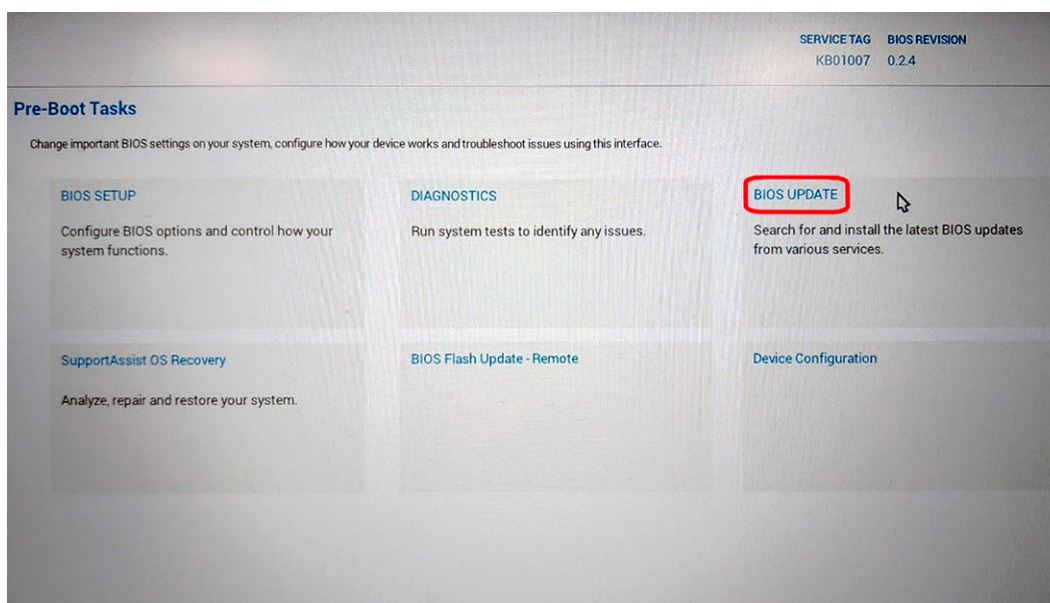 SERVICE TAG BIOS REVISION
KB01007 0.2.4
Pre-Boot Tasks
Change important BIOS settings on your system, configure how your device works and troubleshoot issues using this interface.
BIOS SETUP
Configure BIOS options and control how your
system functions.
DIAGNOSTICS
Run system tests to identify any issues.
BIOS UPDATE
Search for and install the latest BIOS updates
from various services.
SupportAssist OS Recovery
Analyze, repair and restore your system.
BIOS Flash Update - Remote
Device Configuration